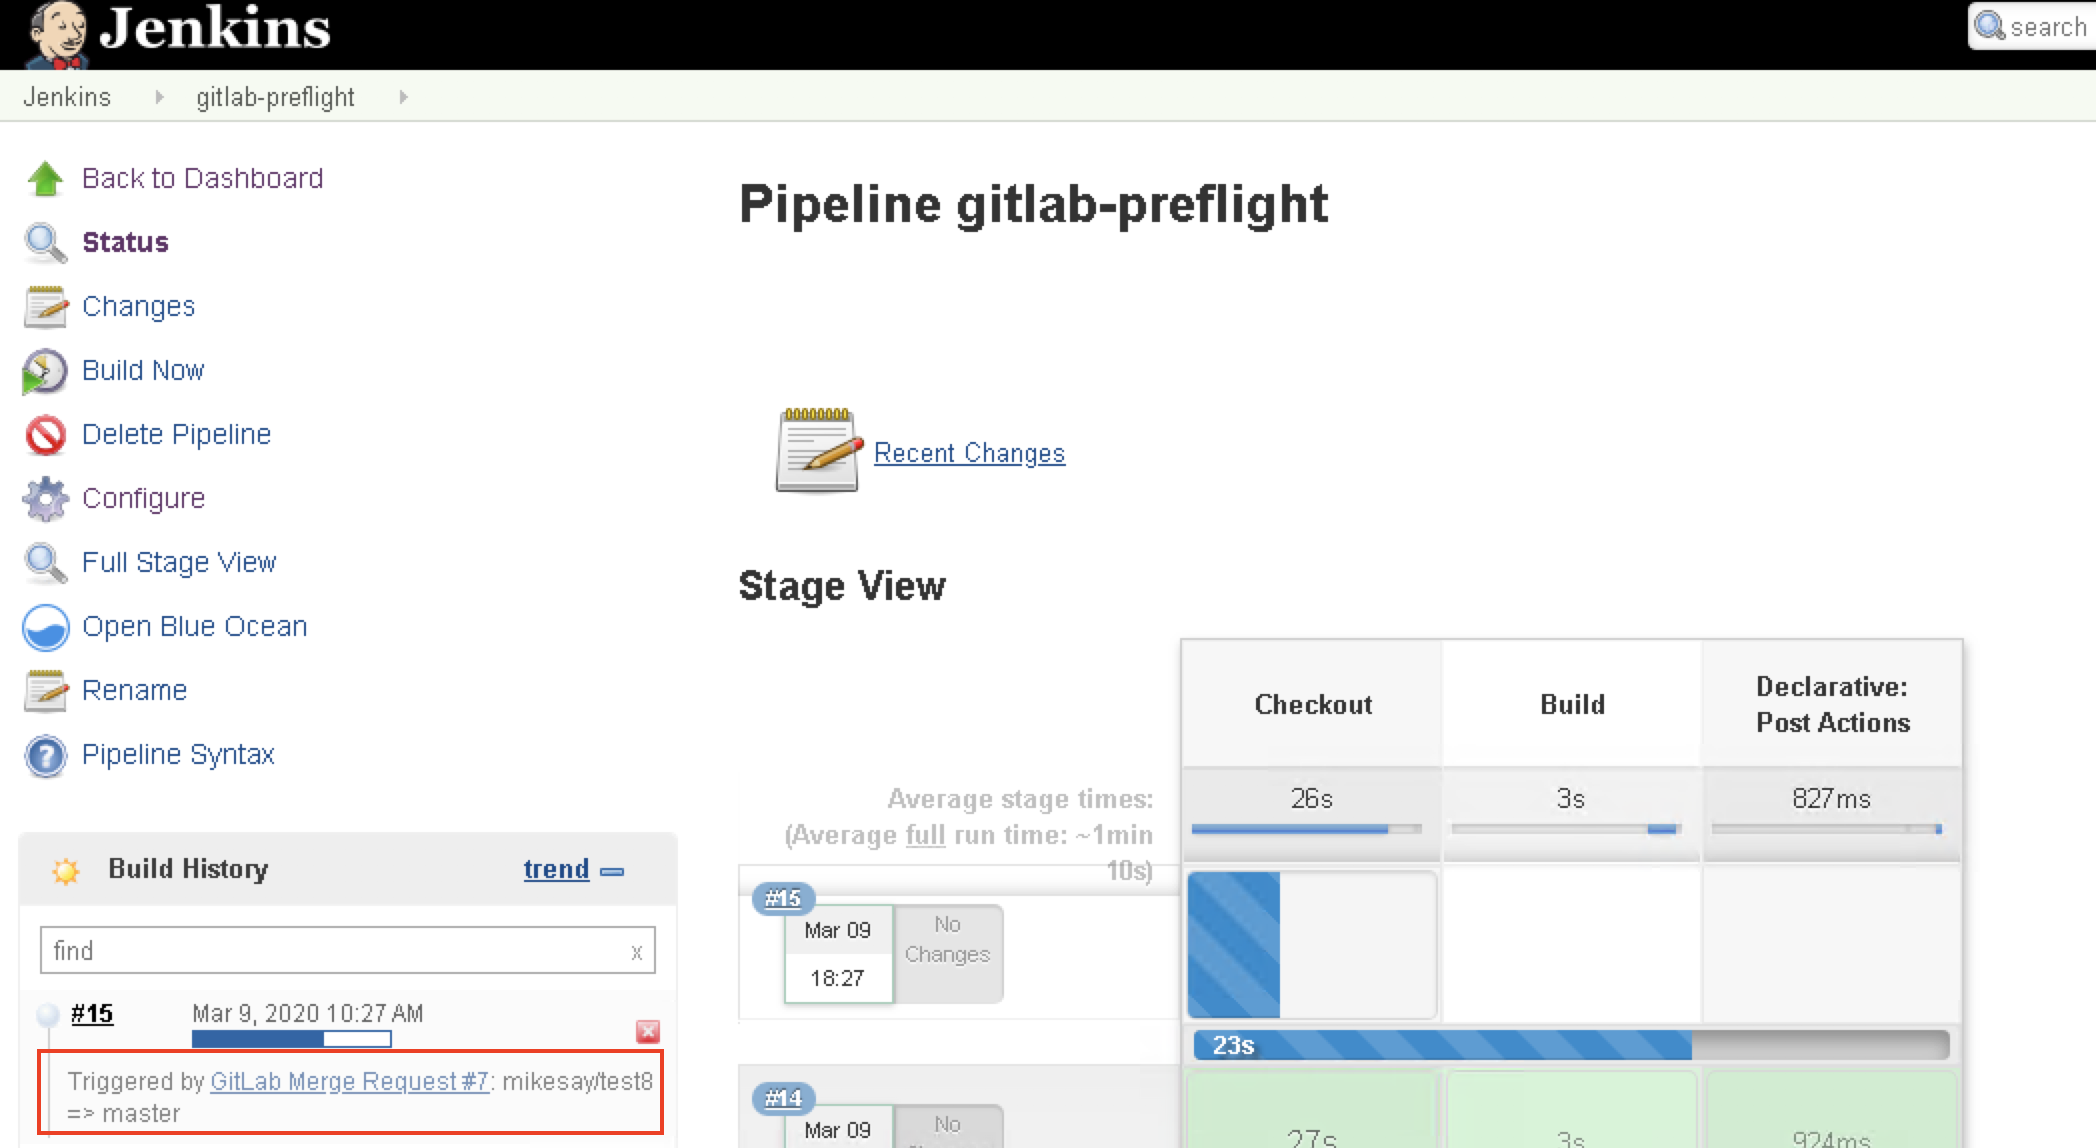 Jenkins
search
Jenkins
gitlab-preflight
Back to Dashboard
Status
Changes
Build Now
Delete Pipeline
Configure
Full Stage View
Open Blue Ocean
Rename
Pipeline Syntax
Build History
trend
find
x
#15
Mar 9, 2020 10:27 AM
Triggered by GitLab Merge Request #7: mikesay/test8
=> master
Pipeline gitlab-preflight
Recent Changes
Stage View
Checkout
Build
Declarative:
Post Actions
Average stage times:
(Average full run time: ~1min
10s)
26s
3s
827ms
#15
Mar 09
18:27
No
Changes
23s
#14
Mar 09
No
27s
3s
924ms